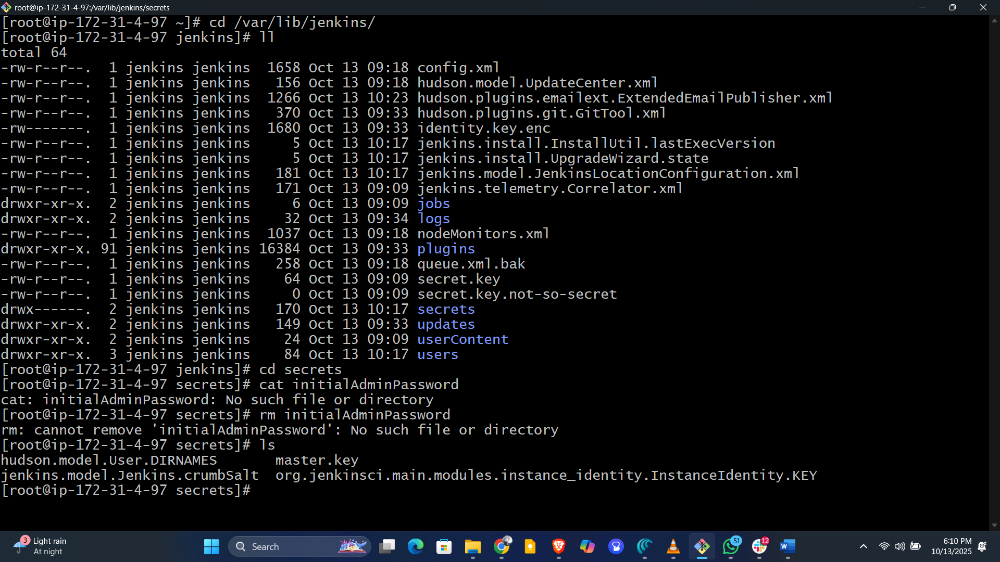 root@ip-172-31-4-97:/var/lib/jenkins/secrets
[root@ip-172-31-4-97 ~]# cd /var/lib/jenkins/
[root@ip-172-31-4-97 jenkins]# ll
total 64
-rw-r--r--.  1 jenkins jenkins  1658 Oct 13 09:18 config.xml
-rw-r--r--.  1 jenkins jenkins   156 Oct 13 09:18 hudson.model.UpdateCenter.xml
-rw-r--r--.  1 jenkins jenkins  1266 Oct 13 10:23 hudson.plugins.emailext.ExtendedEmailPublisher.xml
-rw-r--r--.  1 jenkins jenkins   370 Oct 13 09:33 hudson.plugins.git.GitTool.xml
-rw-------.  1 jenkins jenkins  1680 Oct 13 09:33 identity.key.enc
-rw-r--r--.  1 jenkins jenkins     5 Oct 13 10:17 jenkins.install.InstallUtil.lastExecVersion
-rw-r--r--.  1 jenkins jenkins     5 Oct 13 10:17 jenkins.install.UpgradeWizard.state
-rw-r--r--.  1 jenkins jenkins   181 Oct 13 10:17 jenkins.model.JenkinsLocationConfiguration.xml
-rw-r--r--.  1 jenkins jenkins   171 Oct 13 09:09 jenkins.telemetry.Correlator.xml
drwxr-xr-x.  2 jenkins jenkins     6 Oct 13 09:09 jobs
drwxr-xr-x.  2 jenkins jenkins    32 Oct 13 09:34 logs
-rw-r--r--.  1 jenkins jenkins  1037 Oct 13 09:18 nodeMonitors.xml
drwxr-xr-x. 91 jenkins jenkins 16384 Oct 13 09:33 plugins
-rw-r--r--.  1 jenkins jenkins   258 Oct 13 09:18 queue.xml.bak
-rw-r--r--.  1 jenkins jenkins    64 Oct 13 09:09 secret.key
-rw-r--r--.  1 jenkins jenkins     0 Oct 13 09:09 secret.key.not-so-secret
drwx------.  2 jenkins jenkins   170 Oct 13 10:17 secrets
drwxr-xr-x.  2 jenkins jenkins   149 Oct 13 09:33 updates
drwxr-xr-x.  2 jenkins jenkins    24 Oct 13 09:09 userContent
drwxr-xr-x.  3 jenkins jenkins    84 Oct 13 10:17 users
[root@ip-172-31-4-97 jenkins]# cd secrets
[root@ip-172-31-4-97 secrets]# cat initialAdminPassword
cat: initialAdminPassword: No such file or directory
[root@ip-172-31-4-97 secrets]# rm initialAdminPassword
rm: cannot remove 'initialAdminPassword': No such file or directory
[root@ip-172-31-4-97 secrets]# ls
hudson.model.User.DIRNAMES       master.key
jenkins.model.Jenkins.crumbSalt  org.jenkinsci.main.modules.instance_identity.InstanceIdentity.KEY
[root@ip-172-31-4-97 secrets]#
3
Light rain
At night
Search
51
12
W
6:10 PM
10/13/2025